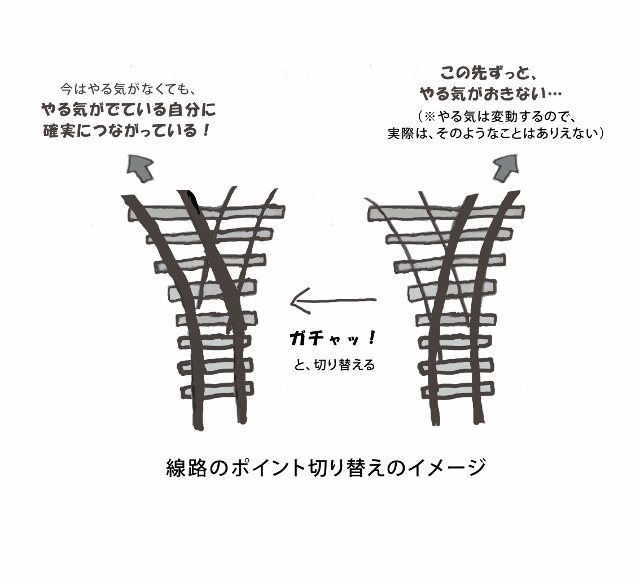 今はやる気がなくても、
やる気がでている自分に
確実につながっている！
この先ずっと、
やる気がおきない…
（※やる気は変動するので、
実際は、そのようなことはありえない）
ガチャッ！
と、切り替える
線路のポイント切り替えのイメージ